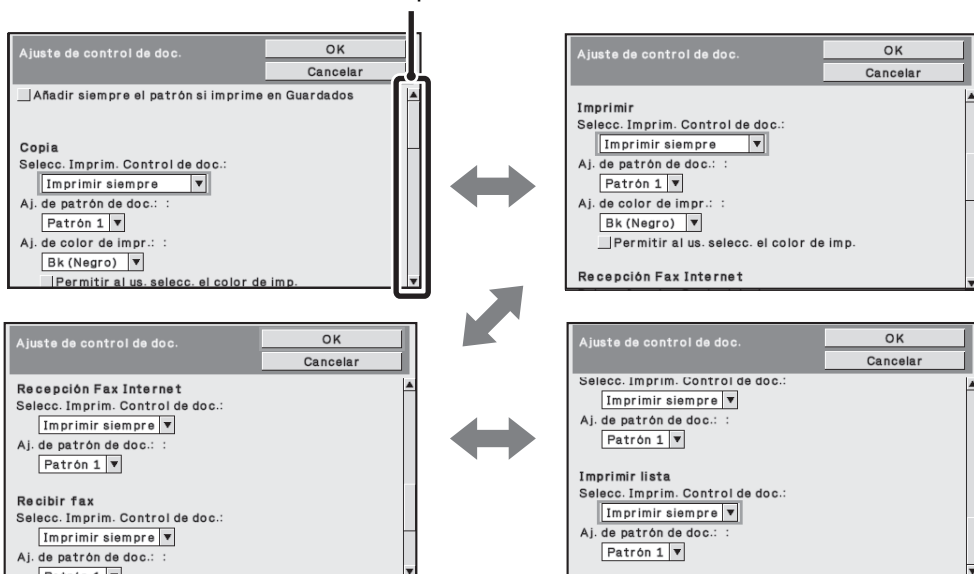 Ajuste de control de doc.
OK
Cancelar
Añadir siempre el patrón si imprime en Guardados
Copia
Selecc. Imprim. Control de doc.:
Imprimir siempre
Aj. de patrón de doc.: :
Patrón 1
Aj. de color de impr.: :
Bk (Negro)
Permitir al us. selecc. el color de imp.
Ajuste de control de doc.
OK
Cancelar
Imprimir
Selecc. Imprim. Control de doc.:
Imprimir siempre
Aj. de patrón de doc.: :
Patrón 1
Aj. de color de impr.: :
Bk (Negro)
Permitir al us. selecc. el color de imp.
Recepción Fax Internet
Ajuste de control de doc.
OK
Cancelar
Recepción Fax Internet
Selecc. Imprim. Control de doc.:
Imprimir siempre
Aj. de patrón de doc.: :
Patrón 1
Recibir fax
Selecc. Imprim. Control de doc.:
Imprimir siempre
Aj. de patrón de doc.: :
Patrón 1
Ajuste de control de doc.
OK
Cancelar
Selecc. Imprim. Control de doc.:
Imprimir siempre
Aj. de patrón de doc.: :
Patrón 1
Imprimir lista
Selecc. Imprim. Control de doc.:
Imprimir siempre
Aj. de patrón de doc.: :
Patrón 1